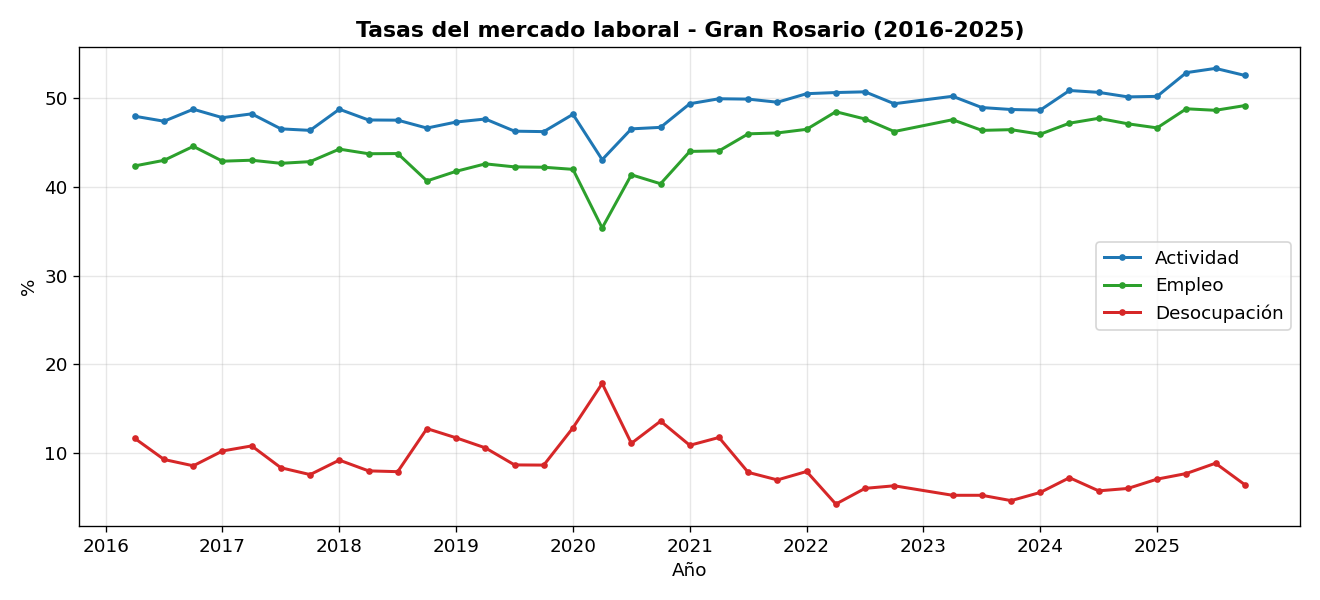 Tasas del mercado laboral - Gran Rosario (2016-2025)
50
40
30
20
10
%
Actividad
Empleo
Desocupación
2016 2017 2018 2019 2020 2021 2022 2023 2024 2025
Año